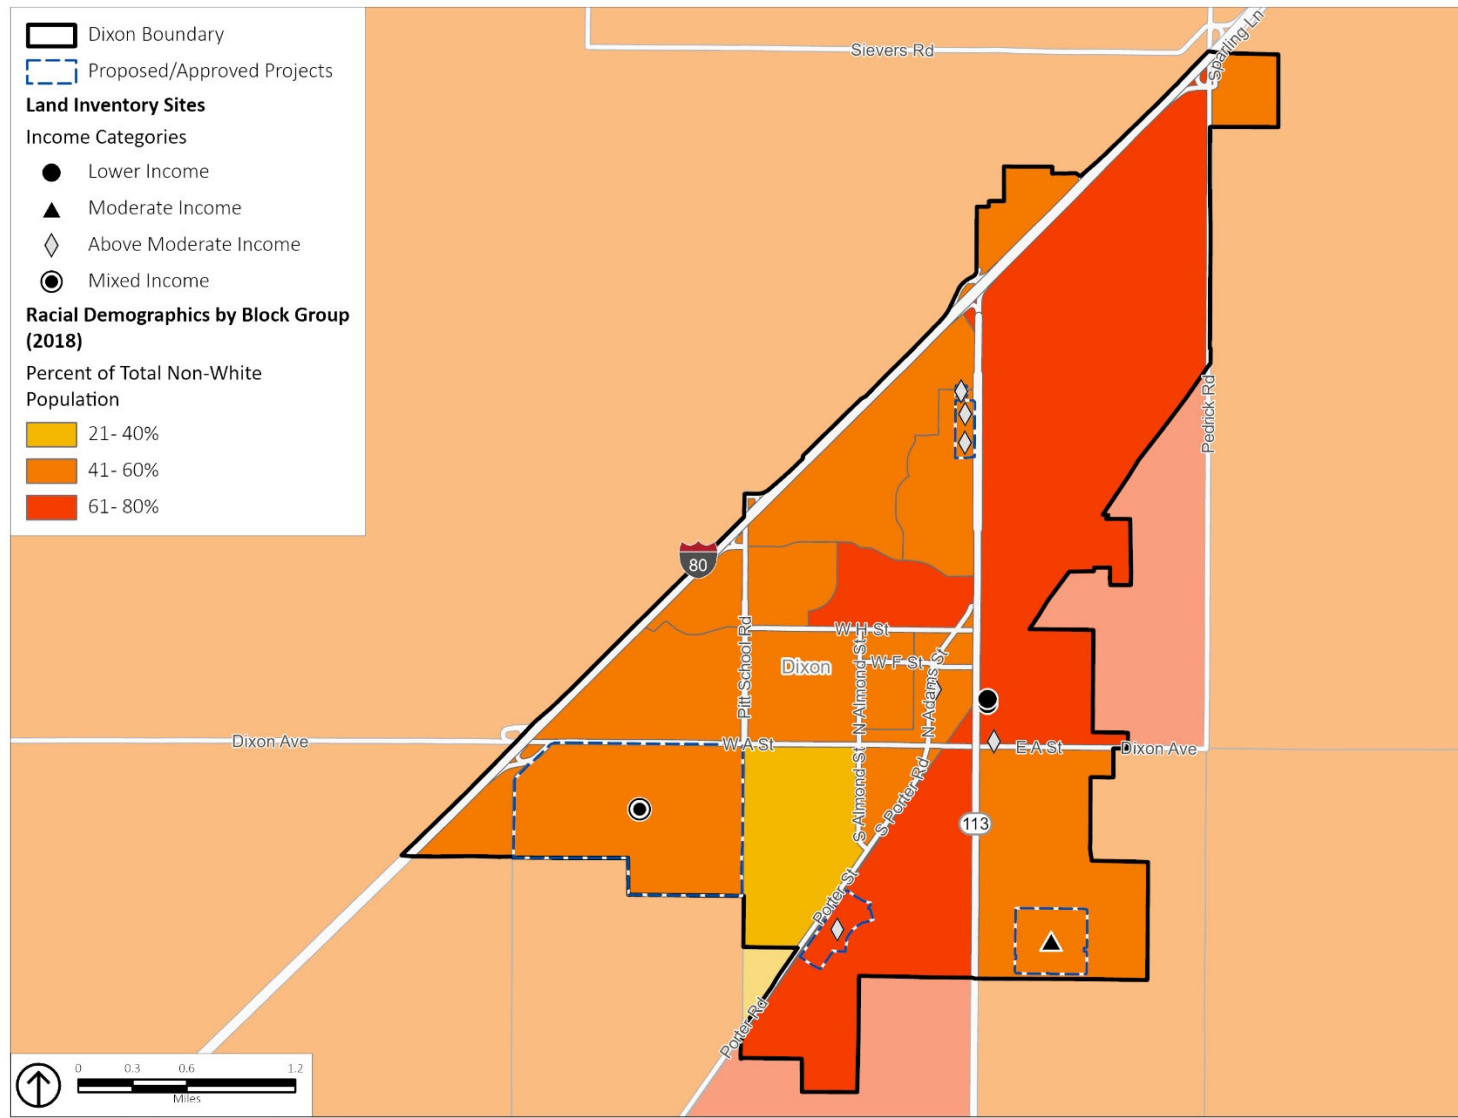 Dixon Boundary
Proposed/Approved Projects
Land Inventory Sites
Income Categories
Lower Income
Moderate Income
Above Moderate Income
Mixed Income
Racial Demographics by Block Group
(2018)
Percent of Total Non-White
Population
21- 40%
41- 60%
61- 80%
Sievers Rd
Sparling Ln
Pedrick Rd
80
W H St
W F St
Dixon
Pitt School Rd
N Almond St
N Adams St
Dixon Ave
W A St
E A St
Dixon Ave
S Almond St
S Porter Rd
113
Porter St
Porter Rd
0 0.3 0.6 1.2
Miles